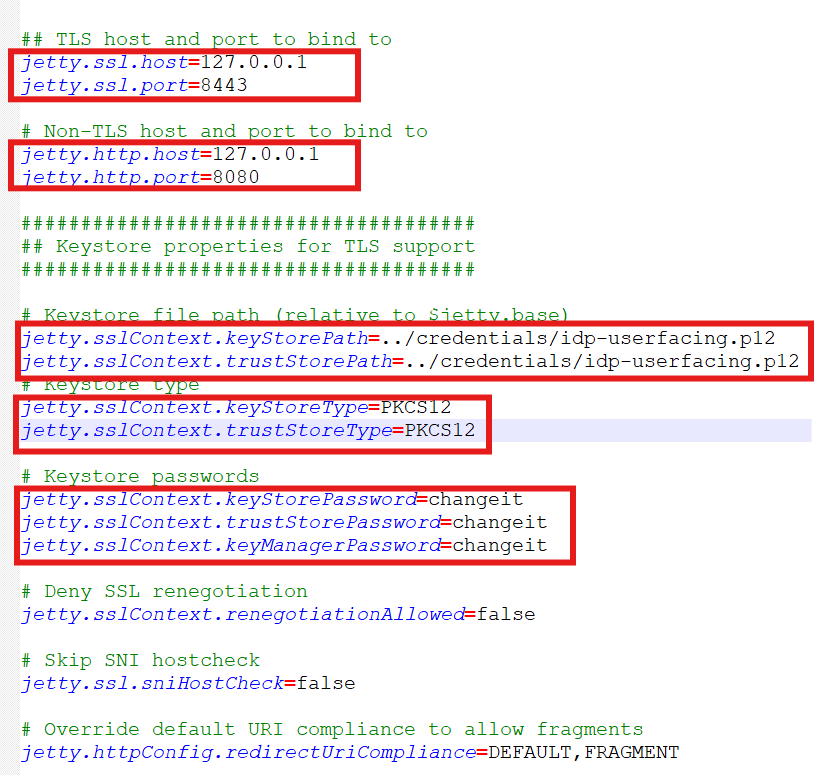 ## TLS host and port to bind to
jetty.ssl.host=127.0.0.1
jetty.ssl.port=8443
# Non-TLS host and port to bind to
jetty.http.host=127.0.0.1
jetty.http.port=8080
######################################
## Keystore properties for TLS support
######################################
# Keystore file path (relative to $jetty.base)
jetty.sslContext.keyStorePath=../credentials/idp-userfacing.p12
jetty.sslContext.trustStorePath=../credentials/idp-userfacing.p12
# Keystore type
jetty.sslContext.keyStoreType=PKCS12
jetty.sslContext.trustStoreType=PKCS12
# Keystore passwords
jetty.sslContext.keyStorePassword=changeit
jetty.sslContext.trustStorePassword=changeit
jetty.sslContext.keyManagerPassword=changeit
# Deny SSL renegotiation
jetty.sslContext.renegotiationAllowed=false
# Skip SNI hostcheck
jetty.ssl.sniHostCheck=false
# Override default URI compliance to allow fragments
jetty.httpConfig.redirectUriCompliance=DEFAULT,FRAGMENT